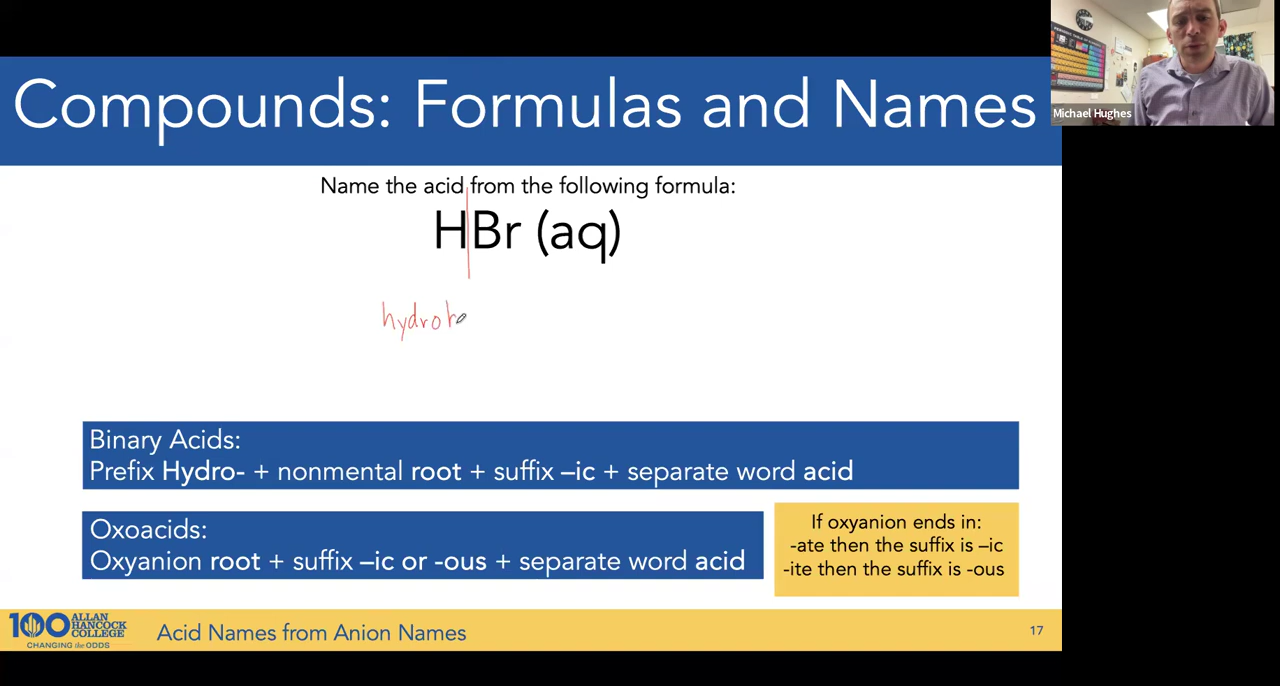 Compounds: Formulas and Names
Michael Hughes
Name the acid from the following formula:
HBr (aq)
hydro
Binary Acids:
Prefix Hydro- + nonmental root + suffix –ic + separate word acid
Oxoacids:
Oxyanion root + suffix –ic or -ous + separate word acid
If oxyanion ends in:
-ate then the suffix is –ic
-ite then the suffix is -ous
100 ALLAN
HANCOCK
COLLEGE
CHANGING the ODDS
Acid Names from Anion Names
17